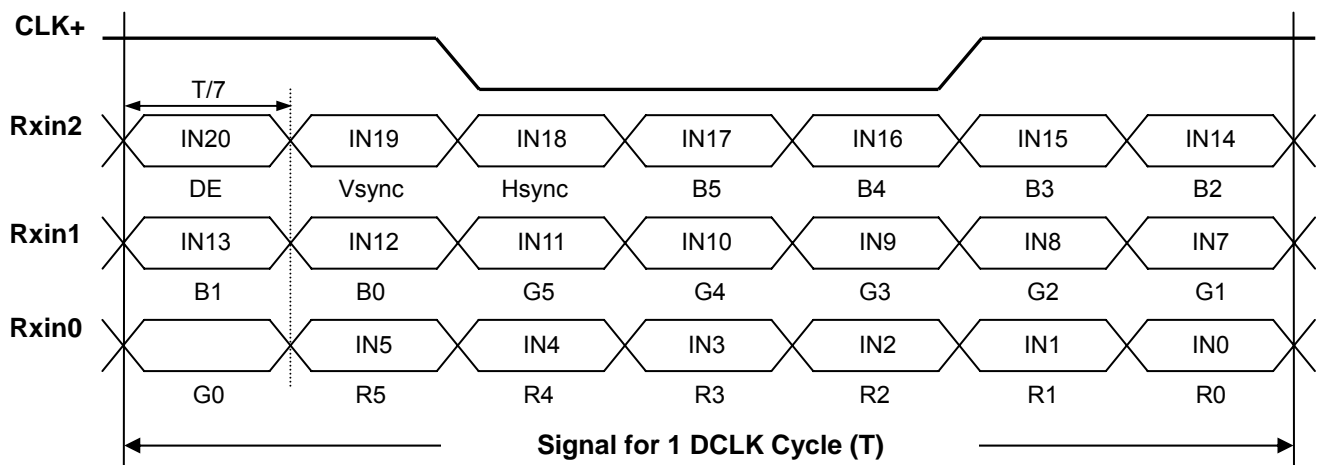 CLK+
T/7
Rxin2 IN20 IN19 IN18 IN17 IN16 IN15 IN14
DE Vsync Hsync B5 B4 B3 B2
Rxin1 IN13 IN12 IN11 IN10 IN9 IN8 IN7
B1 B0 G5 G4 G3 G2 G1
Rxin0 IN5 IN4 IN3 IN2 IN1 IN0
G0 R5 R4 R3 R2 R1 R0
Signal for 1 DCLK Cycle (T)